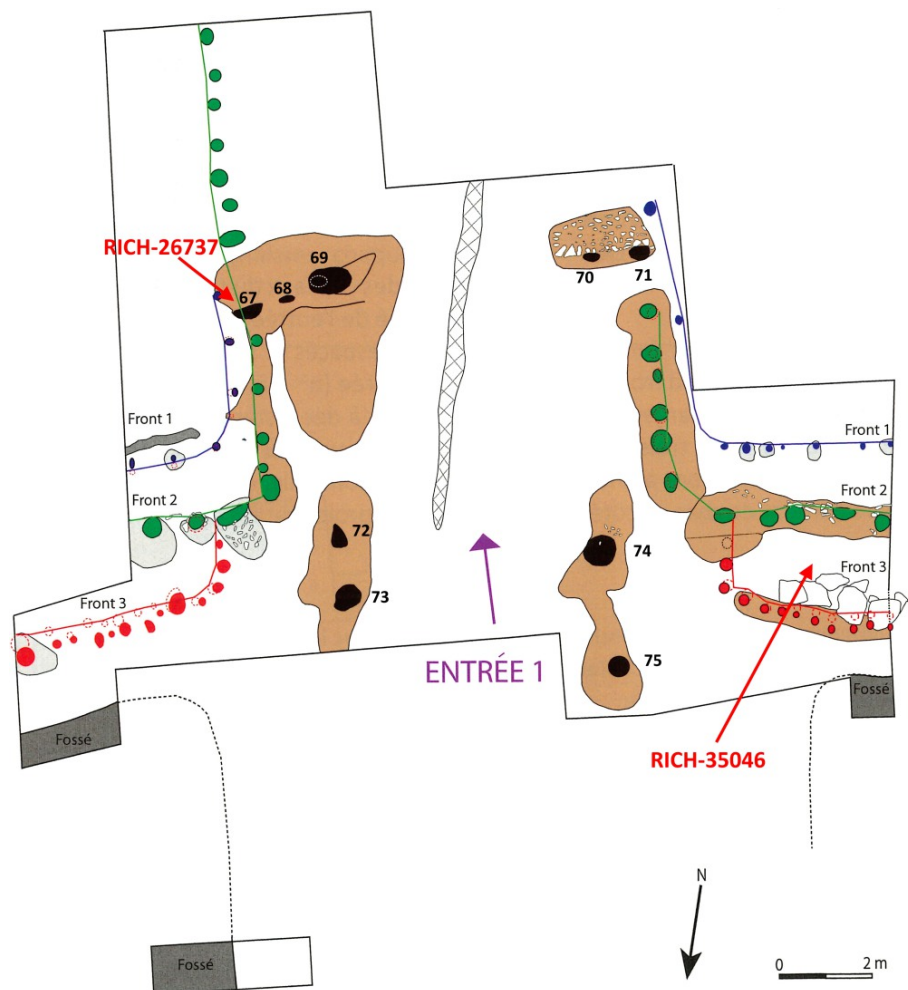 RICH-26737
69
68
67
70
71
Front 1
Front 1
Front 2
Front 2
72
74
Front 3
Front 3
73
75
ENTRÉE 1
Fossé
Fossé
RICH-35046
N
0 2 m
Fossé